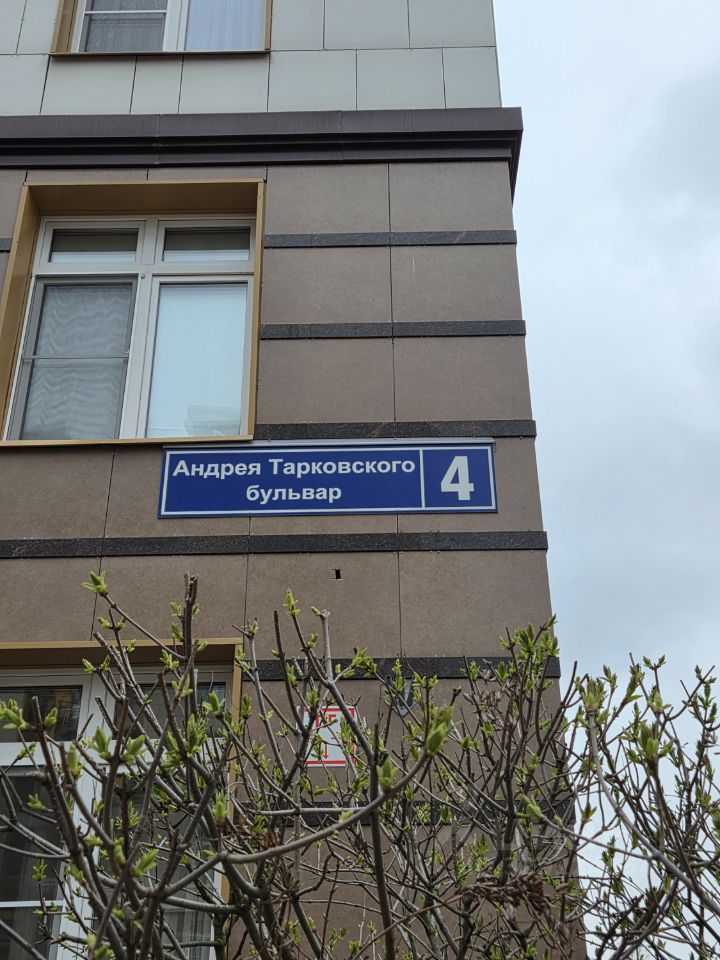 Андрея Тарковского
бульвар
4